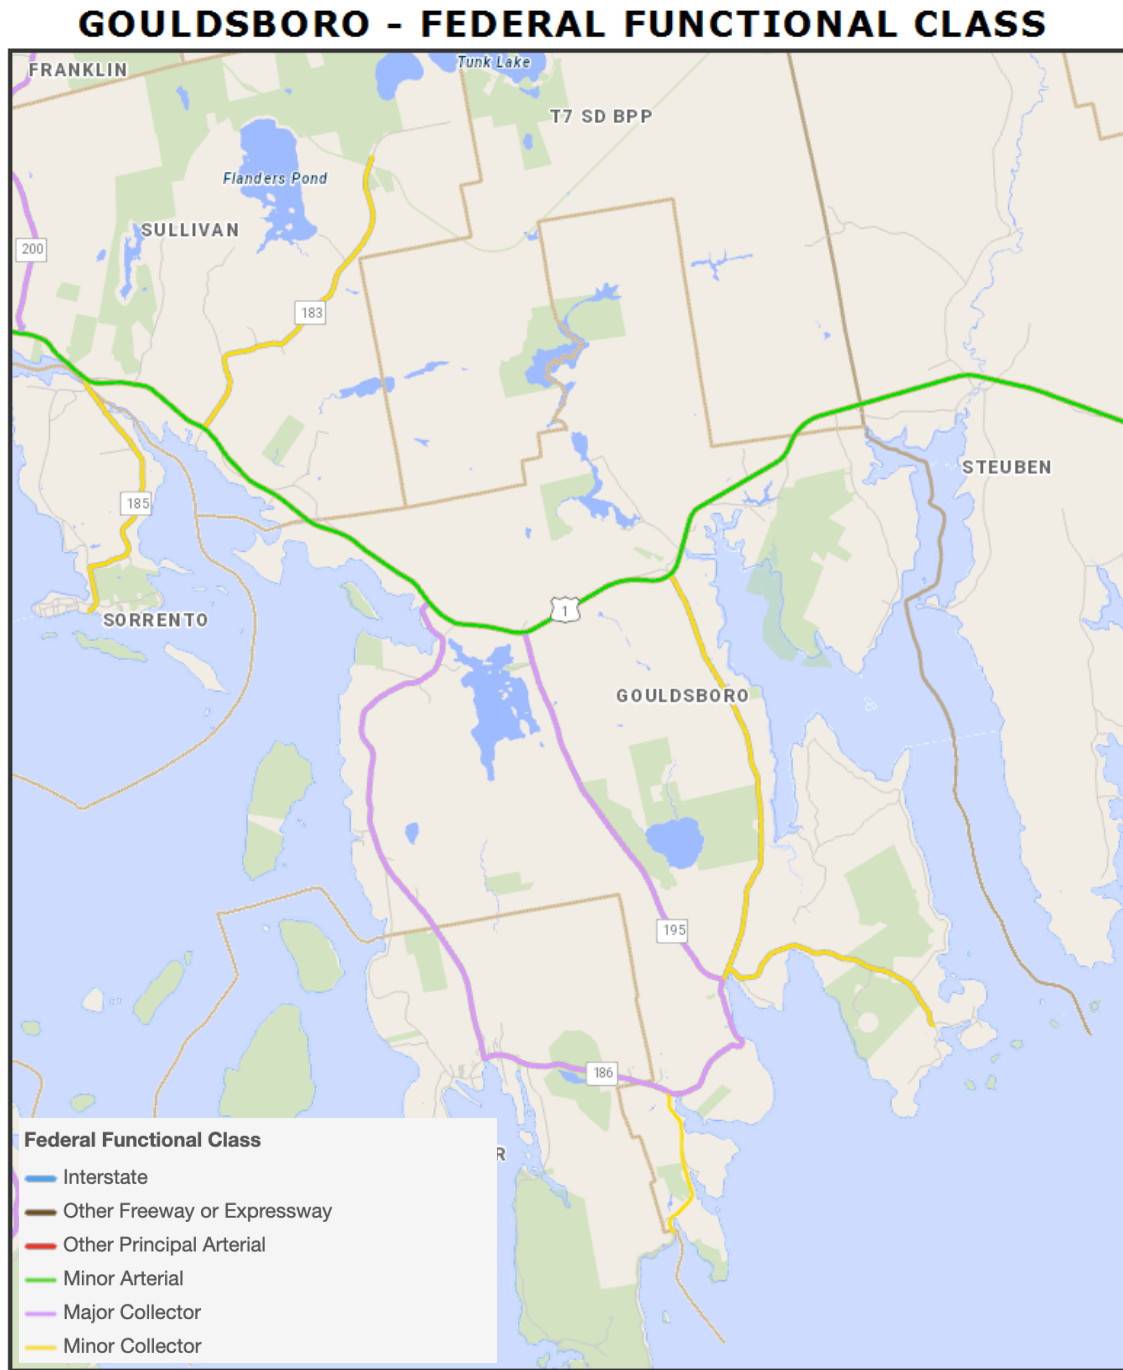 GOULDSBORO - FEDERAL FUNCTIONAL CLASS
FRANKLIN
Tunk Lake
T7 SD BPP
Flanders Pond
SULLIVAN
200
183
STEUBEN
185
1
SORRENTO
GOULDSBORO
195
186
R
Federal Functional Class
Interstate
Other Freeway or Expressway
Other Principal Arterial
Minor Arterial
Major Collector
Minor Collector